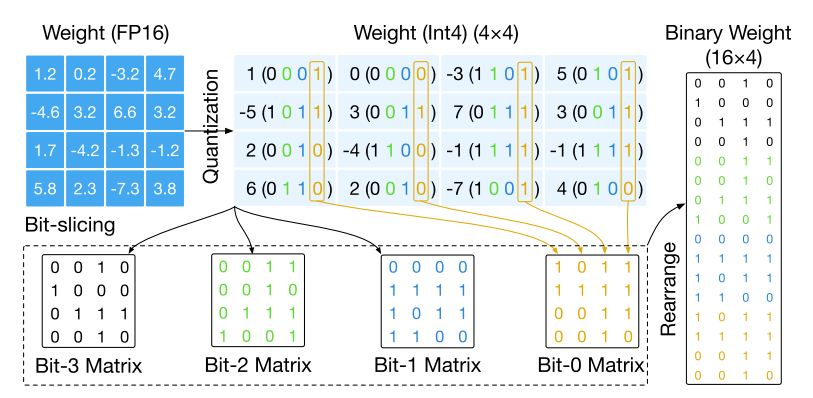 Weight (FP16)
1.2 0.2 -3.2 4.7
-4.6 3.2 6.6 3.2
1.7 -4.2 -1.3 -1.2
5.8 2.3 -7.3 3.8
Quantization
Weight (Int4) (4×4)
1 (0 0 0 1) 0 (0 0 0 0) -3 (1 1 0 1) 5 (0 1 0 1)
-5 (1 0 1 1) 3 (0 0 1 1) 7 (0 1 1 1) 3 (0 0 1 1)
2 (0 0 1 0) -4 (1 1 0 0) -1 (1 1 1 1) -1 (1 1 1 1)
6 (0 1 1 0) 2 (0 0 1 0) -7 (1 0 0 1) 4 (0 1 0 0)
Bit-slicing
0 0 1 0
1 0 0 0
0 1 1 1
0 0 1 0
Bit-3 Matrix
0 0 1 1
0 0 1 0
0 1 1 1
1 0 0 1
Bit-2 Matrix
0 0 0 0
1 1 1 1
1 0 1 1
1 1 0 0
Bit-1 Matrix
1 0 1 1
1 1 1 1
0 0 1 1
0 0 1 0
Bit-0 Matrix
Rearrange
Binary Weight
(16×4)
0 0 1 0
1 0 0 0
0 1 1 1
0 0 1 0
0 0 1 1
0 0 1 0
0 1 1 1
1 0 0 1
0 0 0 0
1 1 1 1
1 0 1 1
1 1 0 0
1 0 1 1
1 1 1 1
0 0 1 1
0 0 1 0